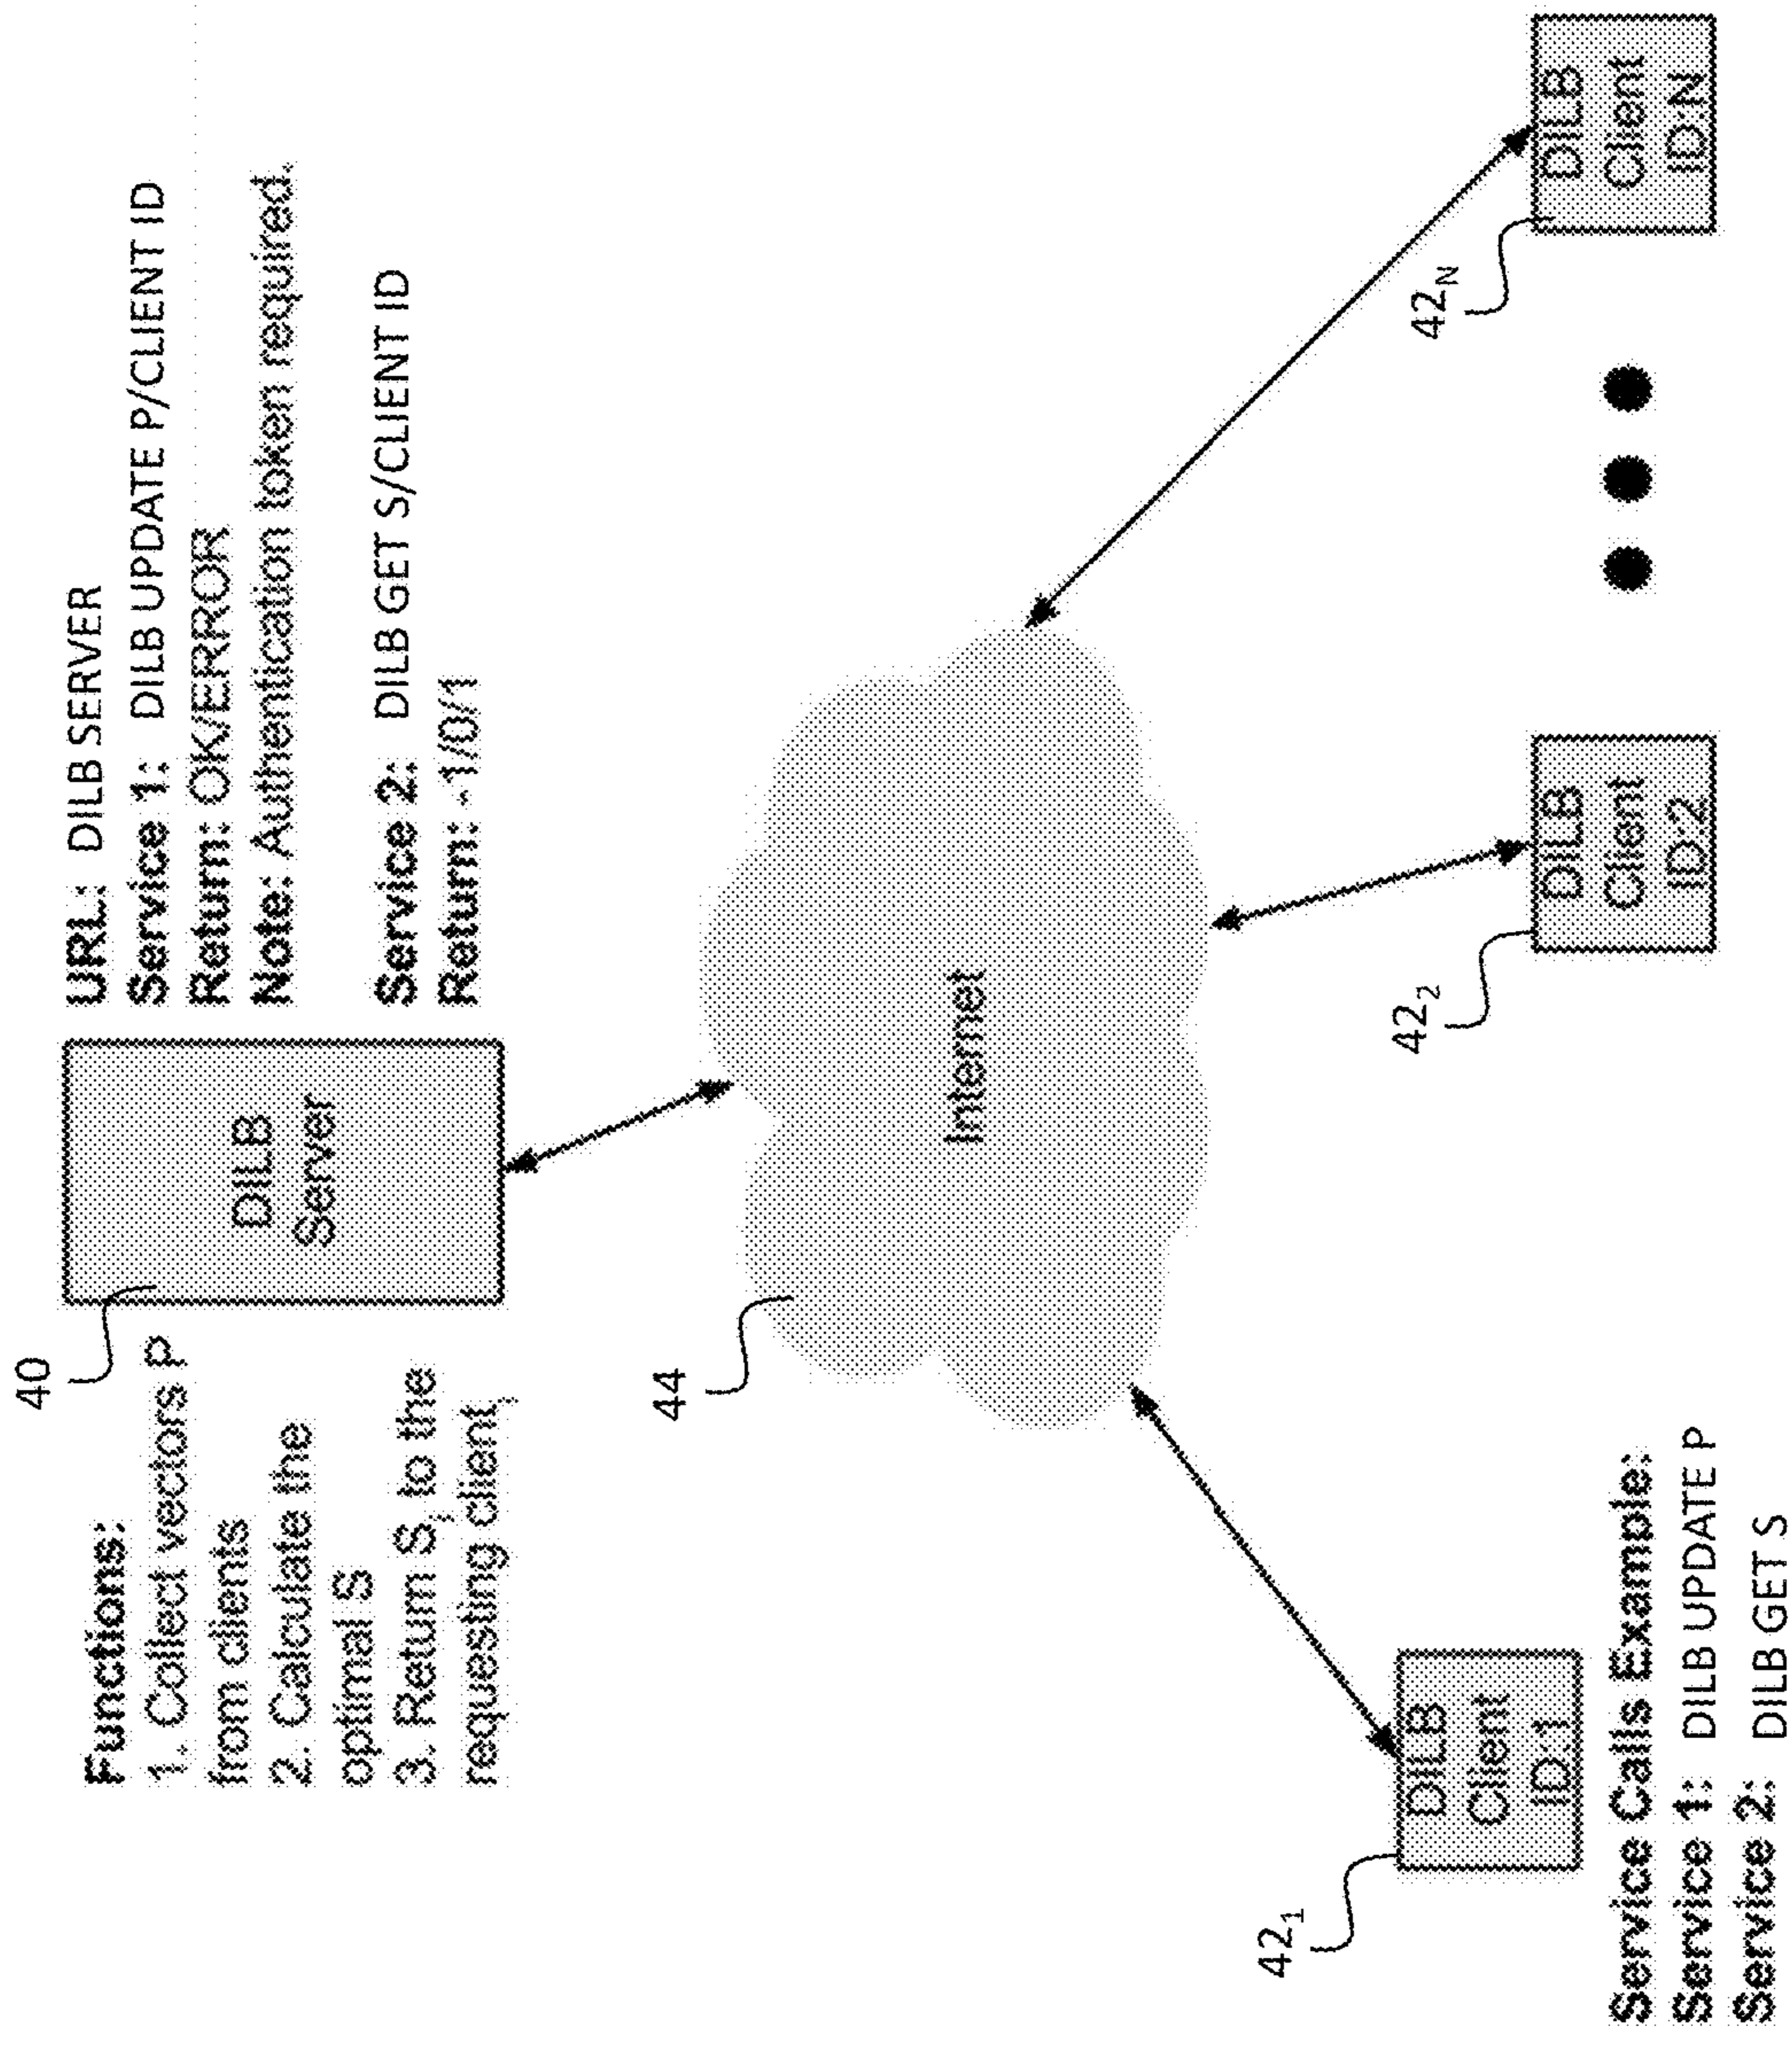 40
Functions:
1. Collect vectors P
from clients
2. Calculate the
optimal S
3. Return Sj to the
requesting client
DILB
Server
URL: DILB SERVER
Service 1: DILB UPDATE P/CLIENT ID
Return: OK/ERROR
Note: Authentication token required.
Service 2: DILB GET S/CLIENT ID
Return: -1/0/1
44
Internet
42₁
DILB
Client
ID:1
Service Calls Example:
Service 1: DILB UPDATE P
Service 2: DILB GET S
42₂
DILB
Client
ID:2
42N
DILB
Client
ID:N